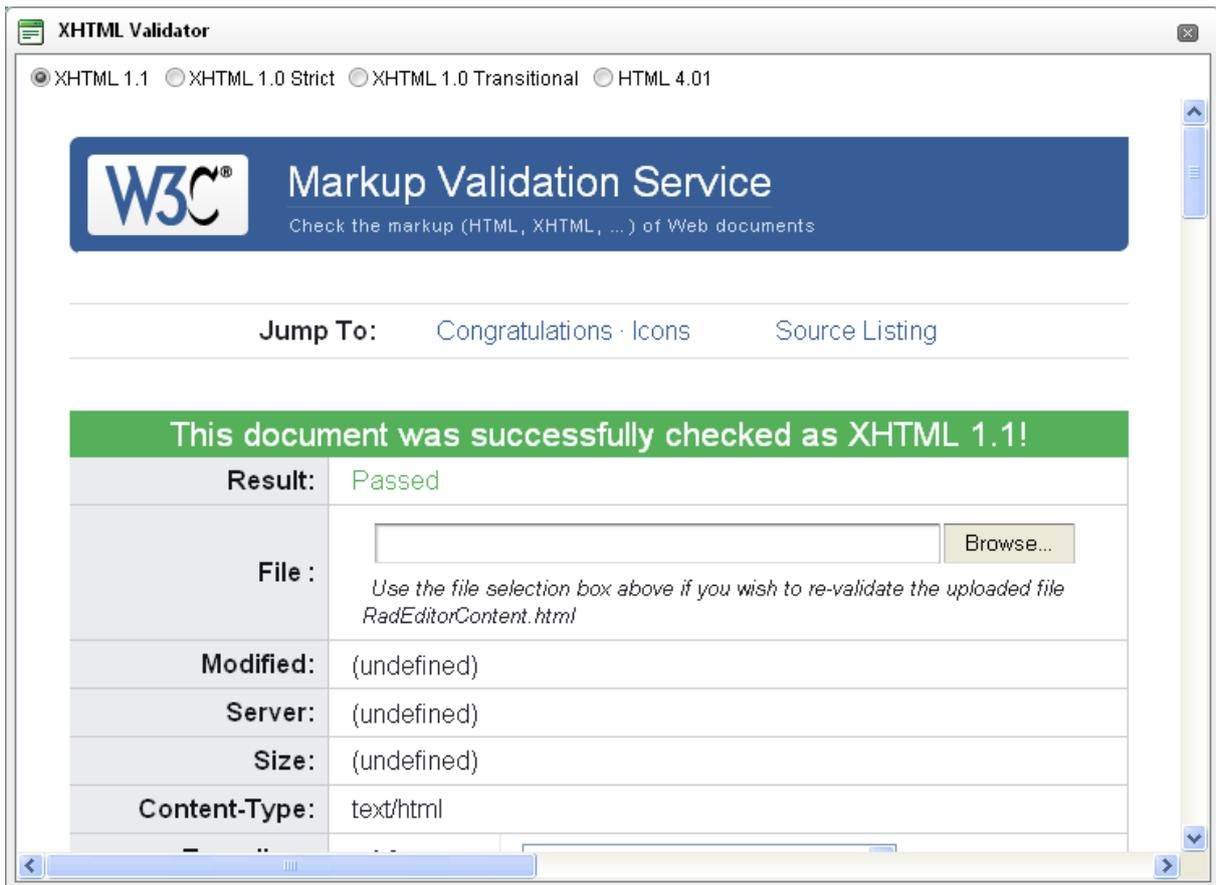 XHTML Validator
XHTML 1.1 XHTML 1.0 Strict XHTML 1.0 Transitional HTML 4.01
W3C®
Markup Validation Service
Check the markup (HTML, XHTML, ...) of Web documents
Jump To: Congratulations · Icons Source Listing
This document was successfully checked as XHTML 1.1!
Result: Passed
File :
Browse...
Use the file selection box above if you wish to re-validate the uploaded file
RadEditorContent.html
Modified: (undefined)
Server: (undefined)
Size: (undefined)
Content-Type: text/html